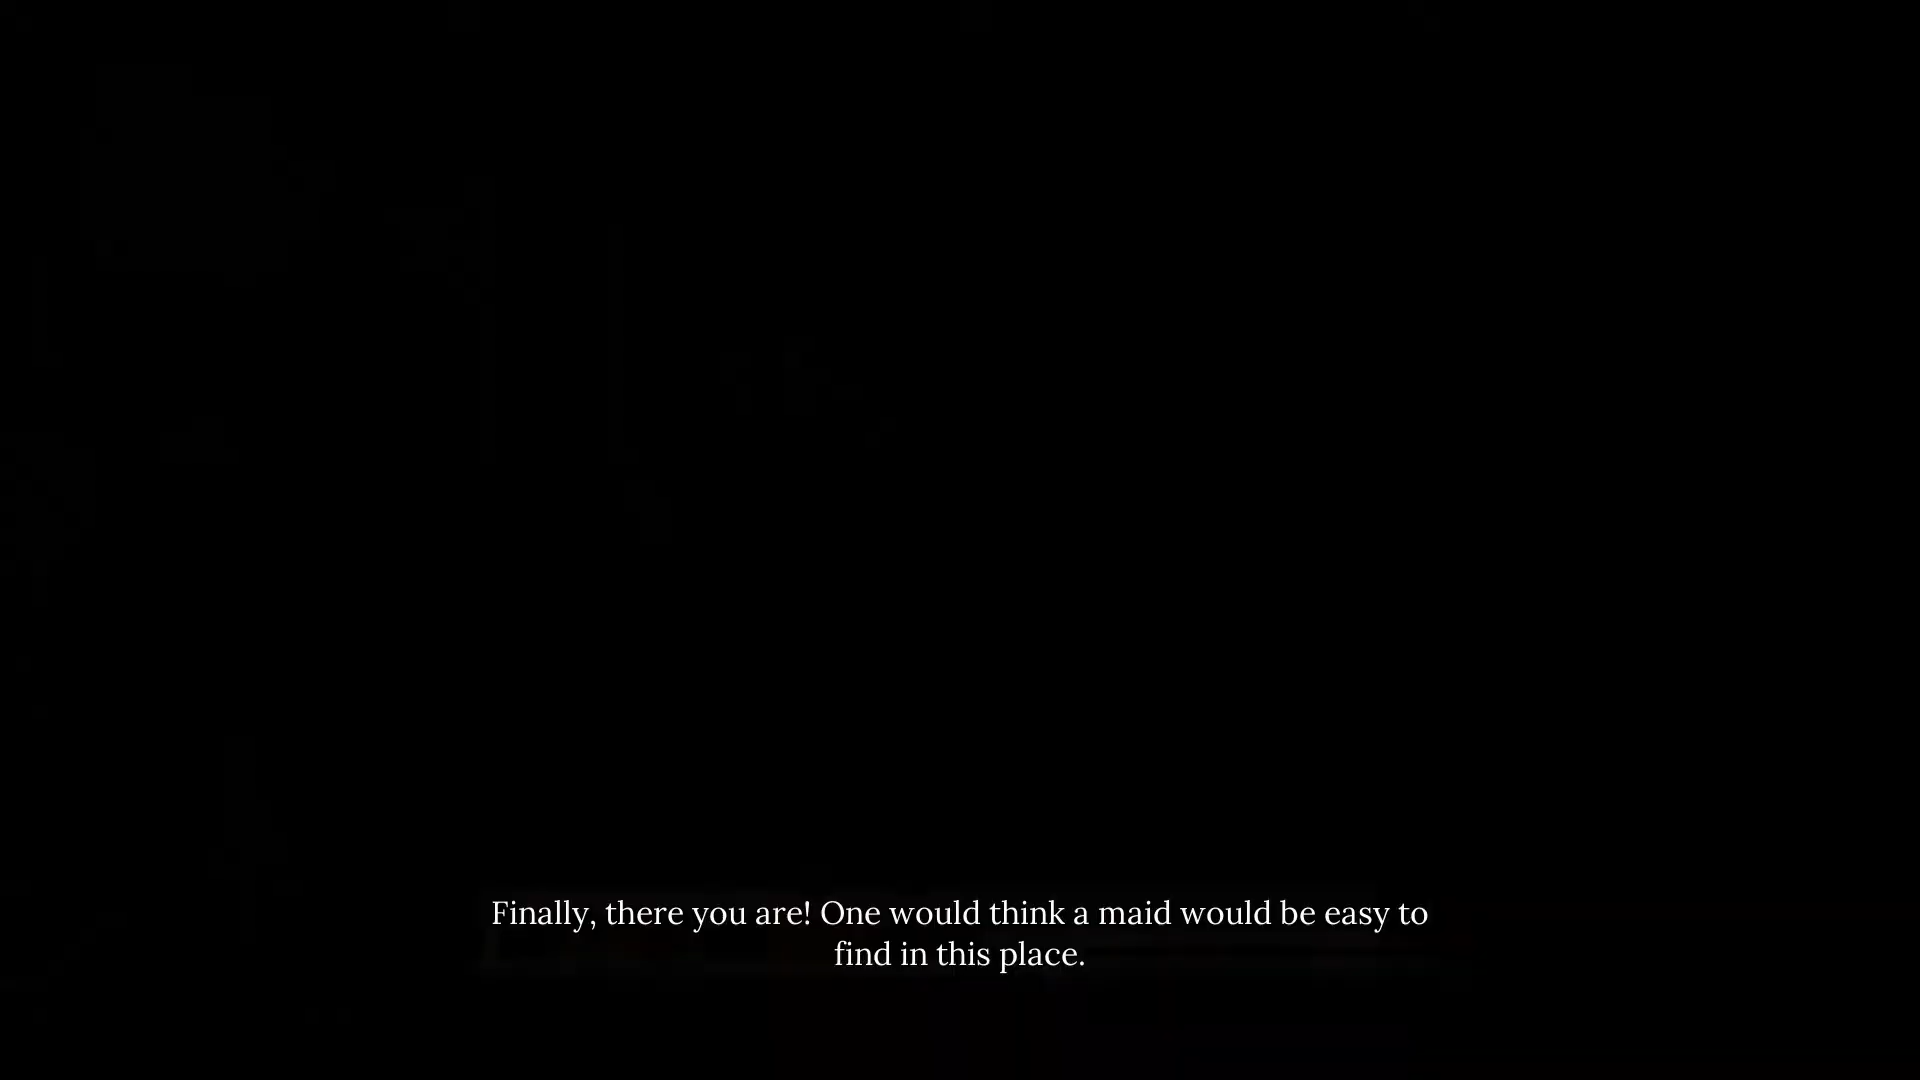 Finally, there you are! One would think a maid would be easy to
find in this place.